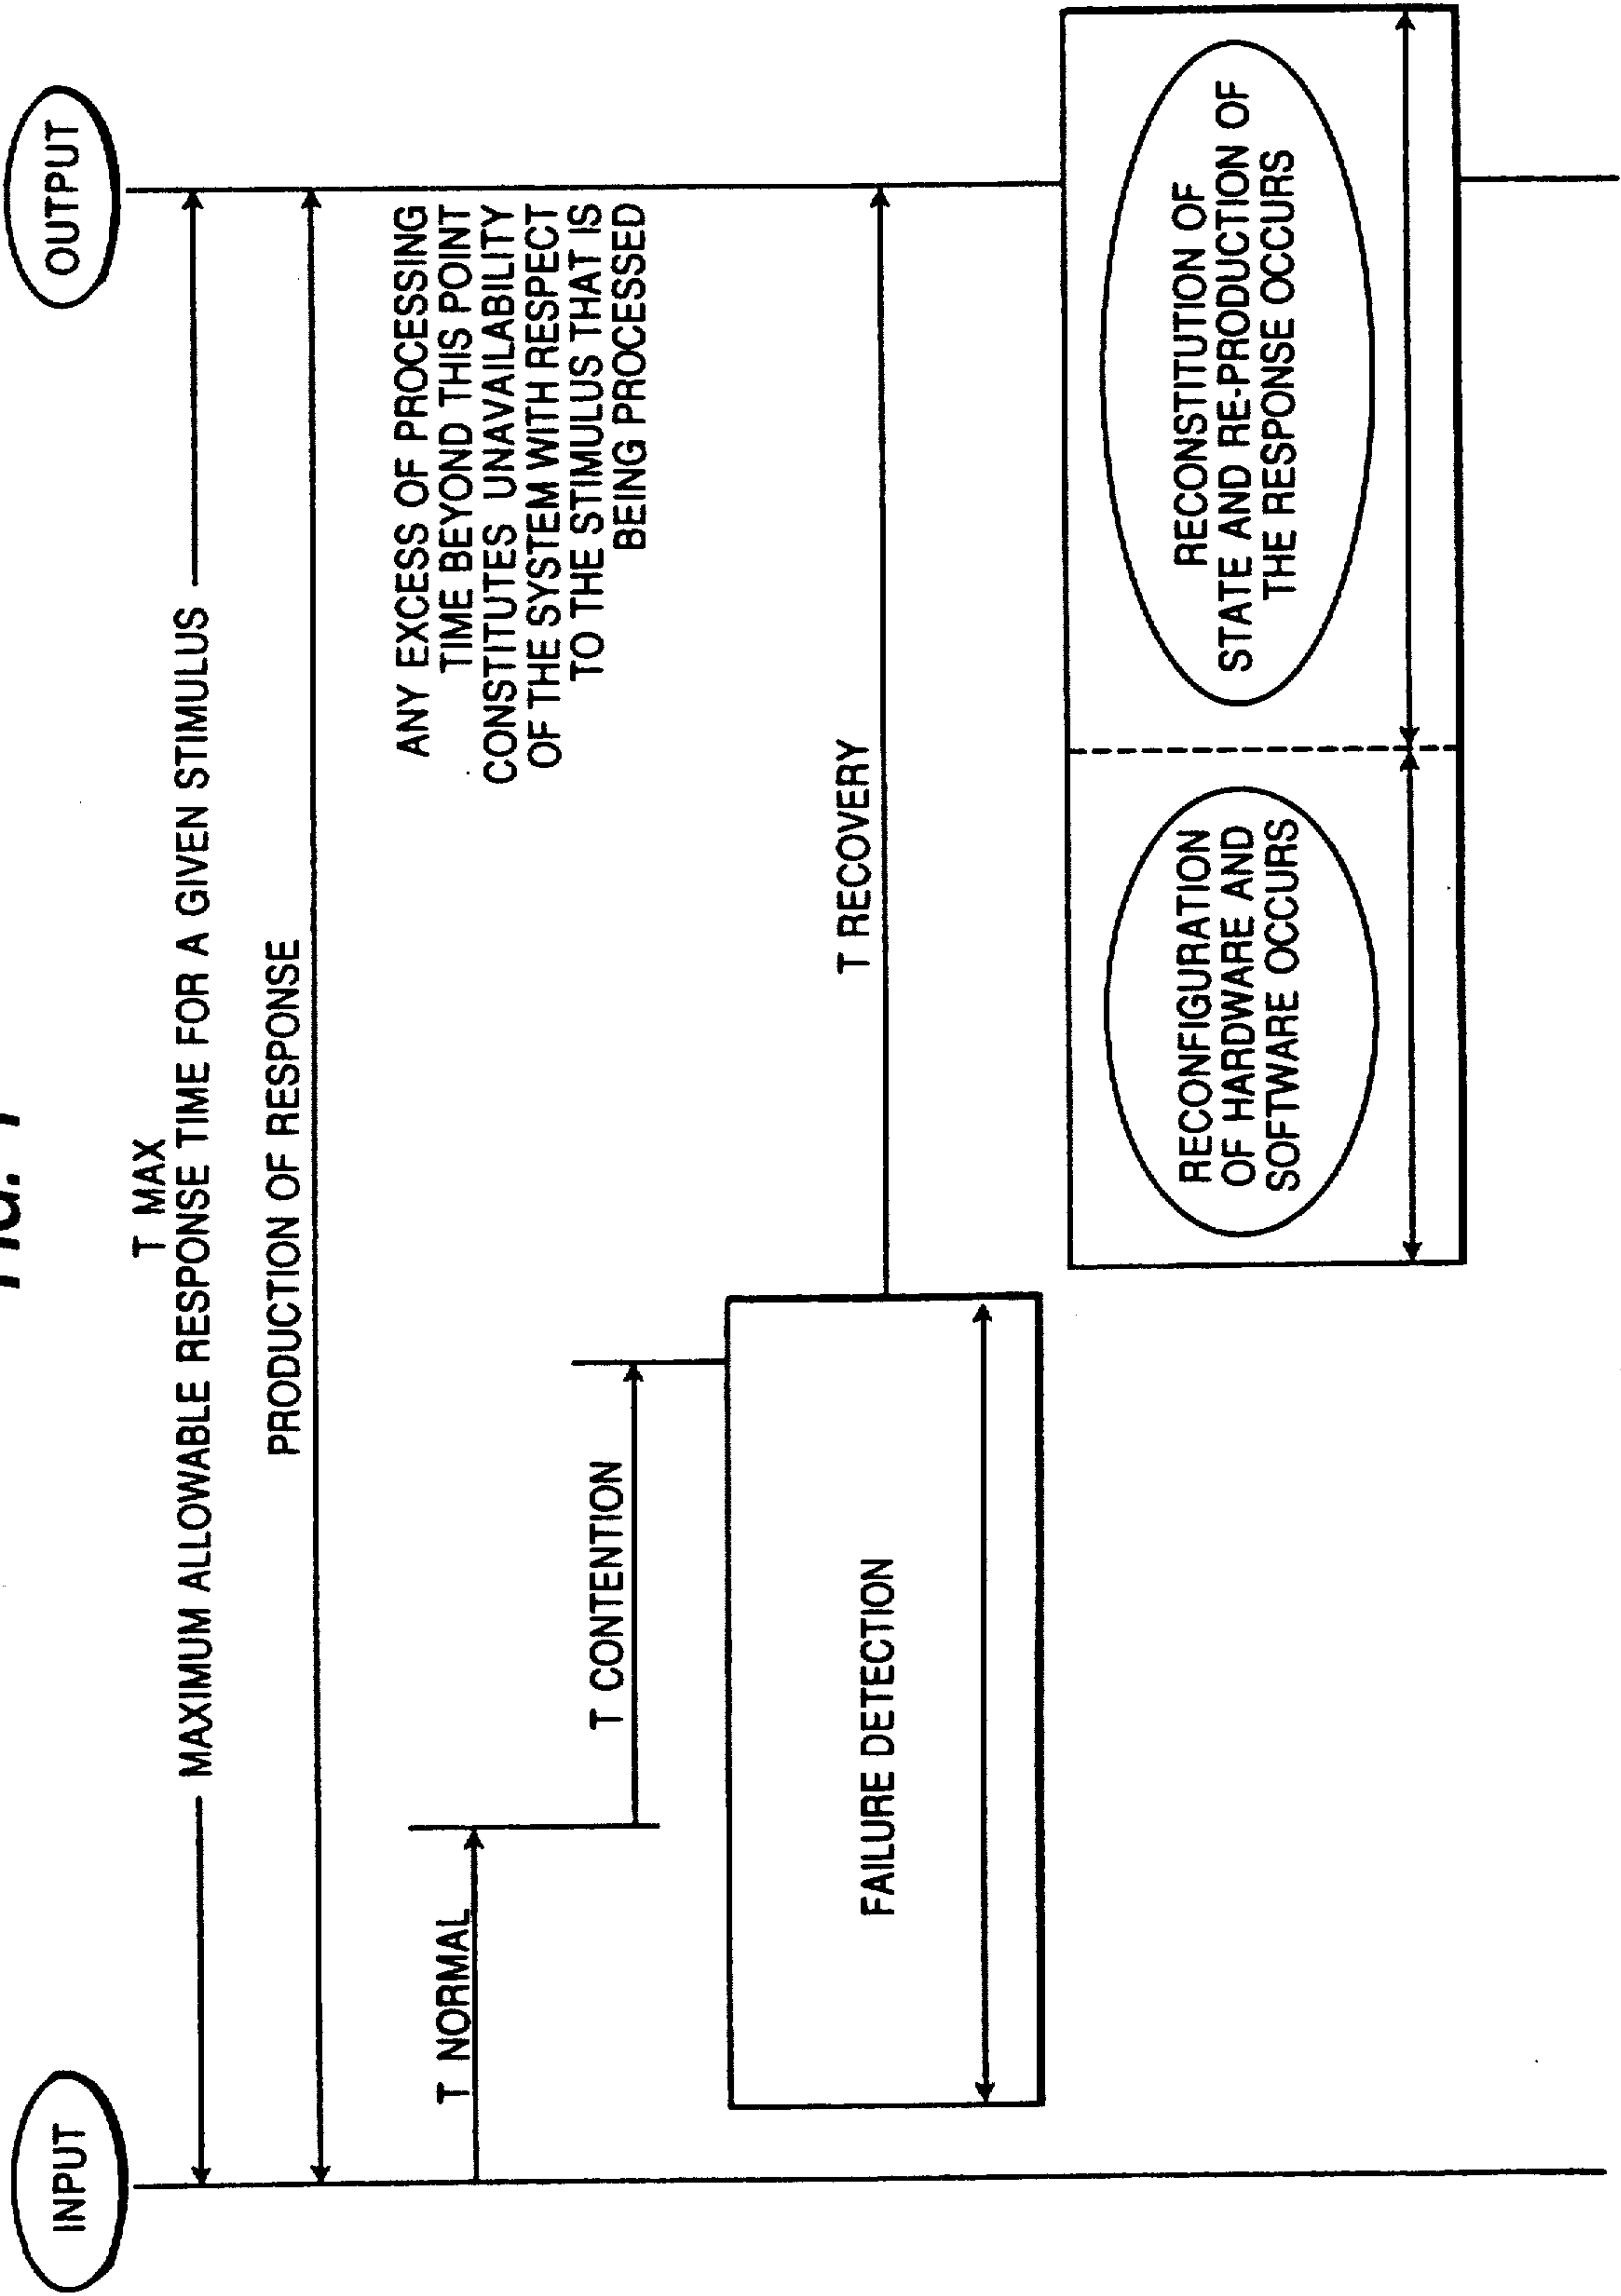 FIG. 1
INPUT
OUTPUT
T MAX
MAXIMUM ALLOWABLE RESPONSE TIME FOR A GIVEN STIMULUS
PRODUCTION OF RESPONSE
ANY EXCESS OF PROCESSING
TIME BEYOND THIS POINT
CONSTITUTES UNAVAILABILITY
OF THE SYSTEM WITH RESPECT
TO THE STIMULUS THAT IS
BEING PROCESSED
T NORMAL
T CONTENTION
FAILURE DETECTION
T RECOVERY
RECONFIGURATION
OF HARDWARE AND
SOFTWARE OCCURS
RECONSTITUTION OF
STATE AND RE-PRODUCTION OF
THE RESPONSE OCCURS